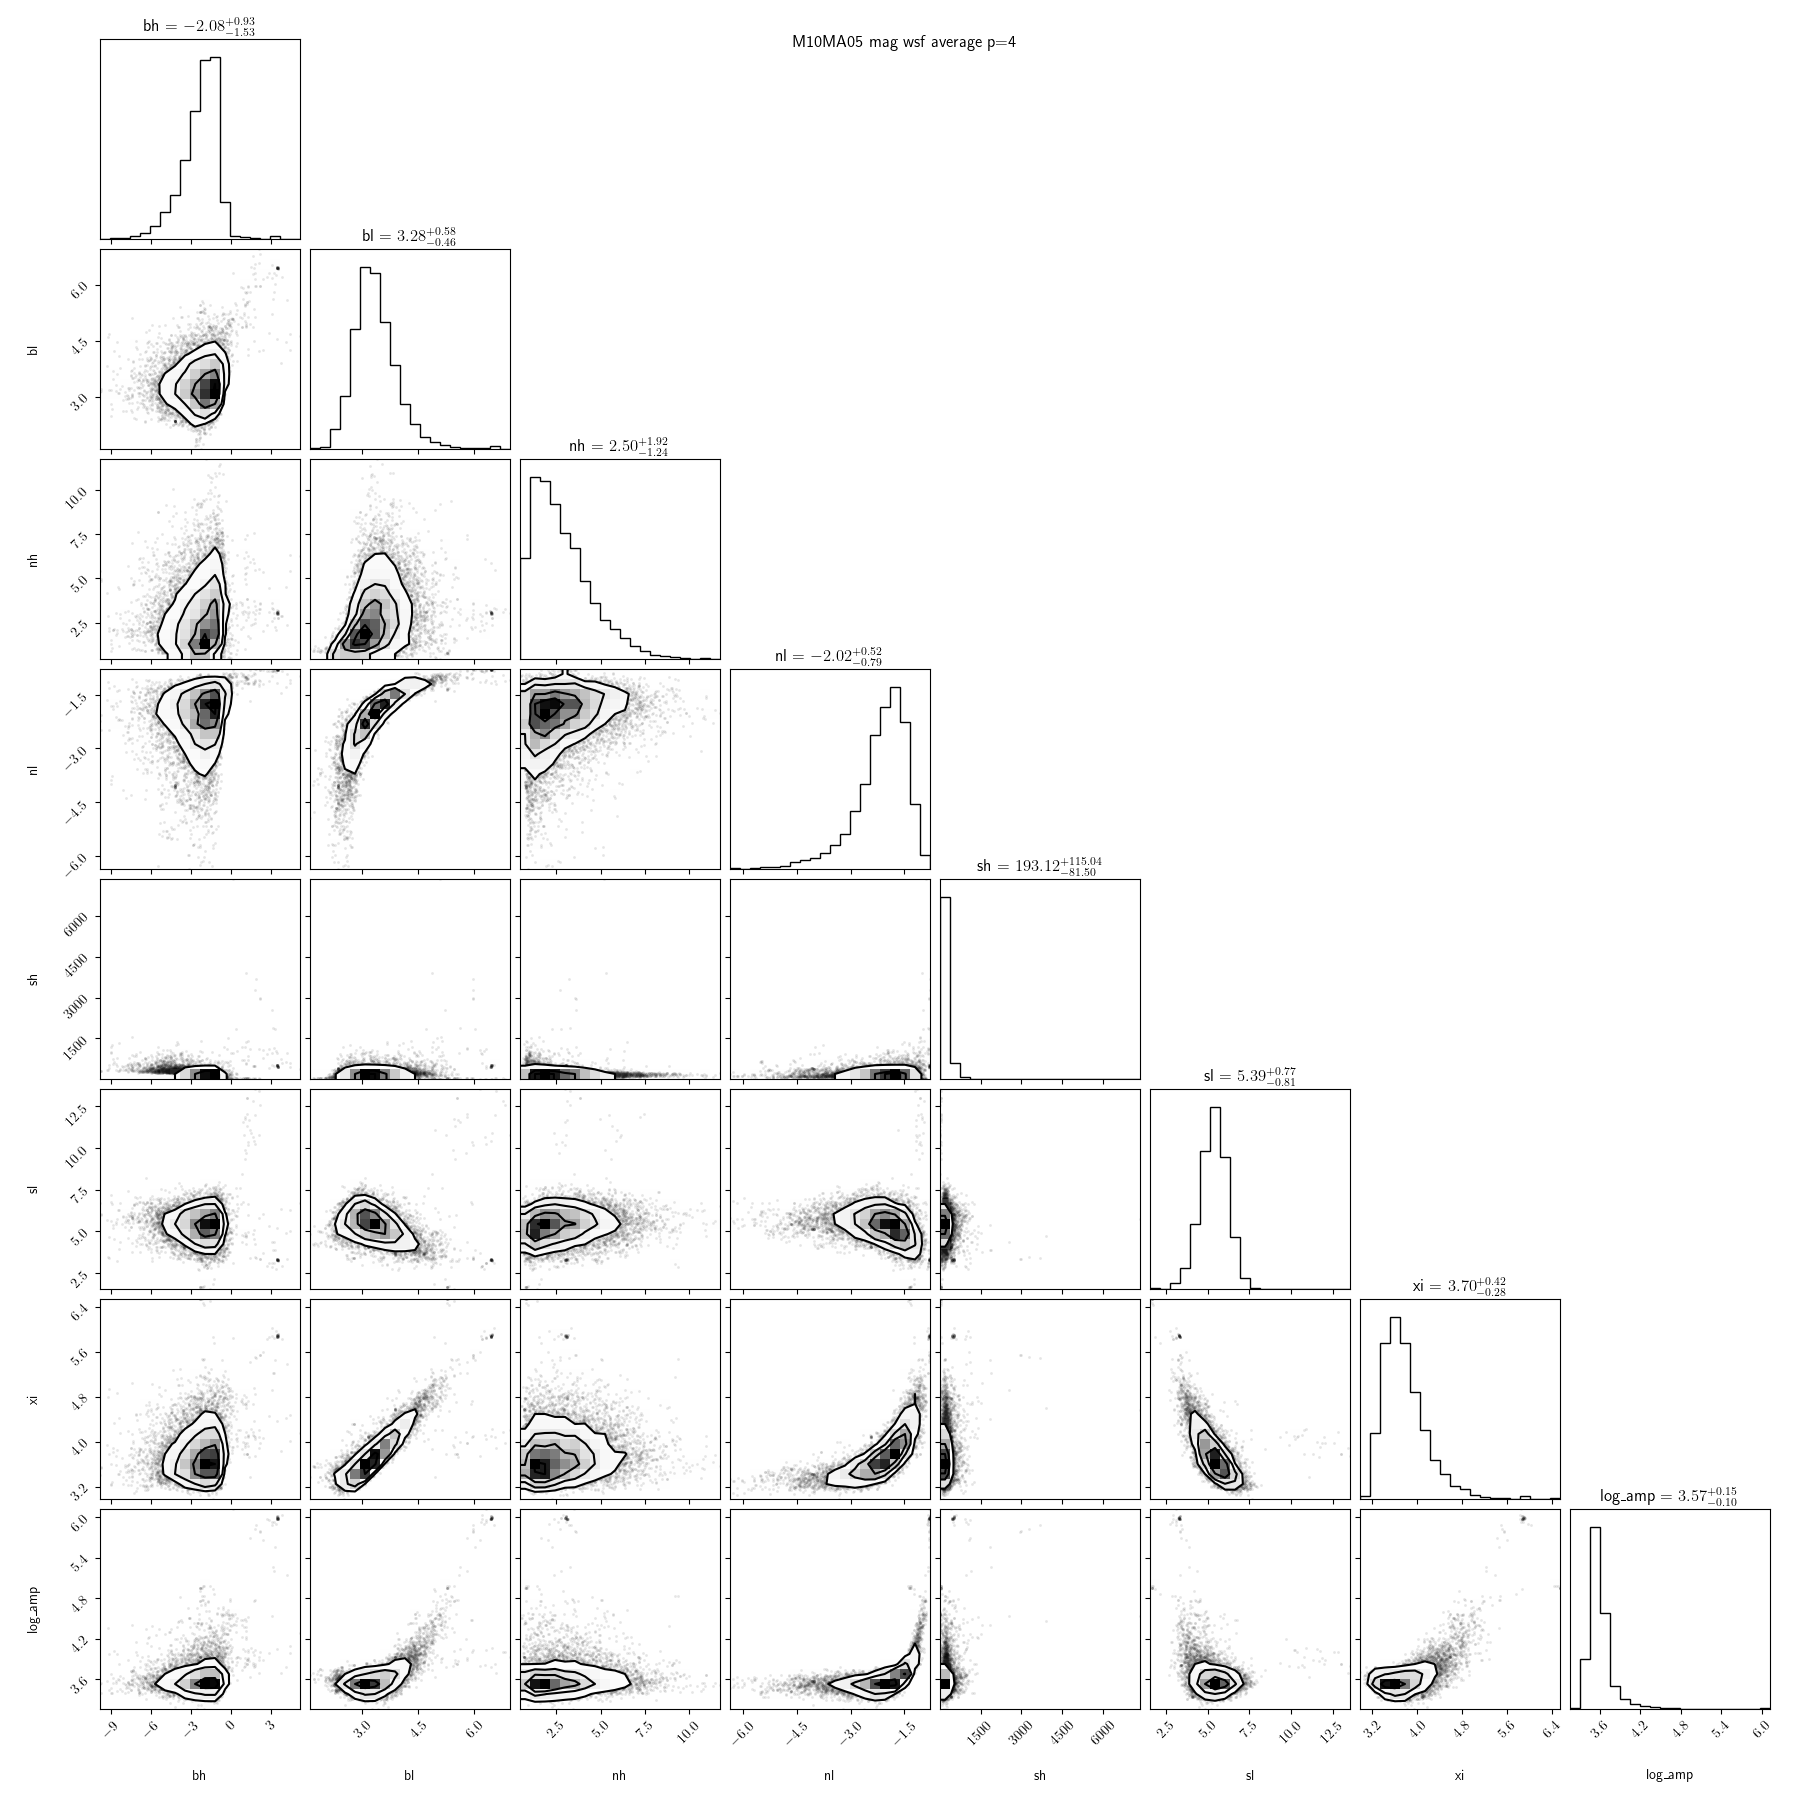 M10MA05 mag wsf average p=4
bh = −2.08+0.93−1.53
bl = 3.28+0.58−0.46
bl
6.0
4.5
3.0
nh = 2.50+1.92−1.24
nh
10.0
7.5
5.0
2.5
nl = −2.02+0.52−0.79
nl
−1.5
−3.0
−4.5
−6.0
sh = 193.12+115.04−81.50
sh
6000
4500
3000
1500
sl = 5.39+0.77−0.81
sl
12.5
10.0
7.5
5.0
2.5
xi = 3.70+0.42−0.28
xi
6.4
5.6
4.8
4.0
3.2
log_amp = 3.57+0.15−0.10
log_amp
6.0
5.4
4.8
4.2
3.6
−9 −6 −3 0 3
3.0 4.5 6.0
2.5 5.0 7.5 10.0
−6.0 −4.5 −3.0 −1.5
1500 3000 4500 6000
2.5 5.0 7.5 10.0 12.5
3.2 4.0 4.8 5.6 6.4
3.6 4.2 4.8 5.4 6.0
bh bl nh nl sh sl xi log_amp